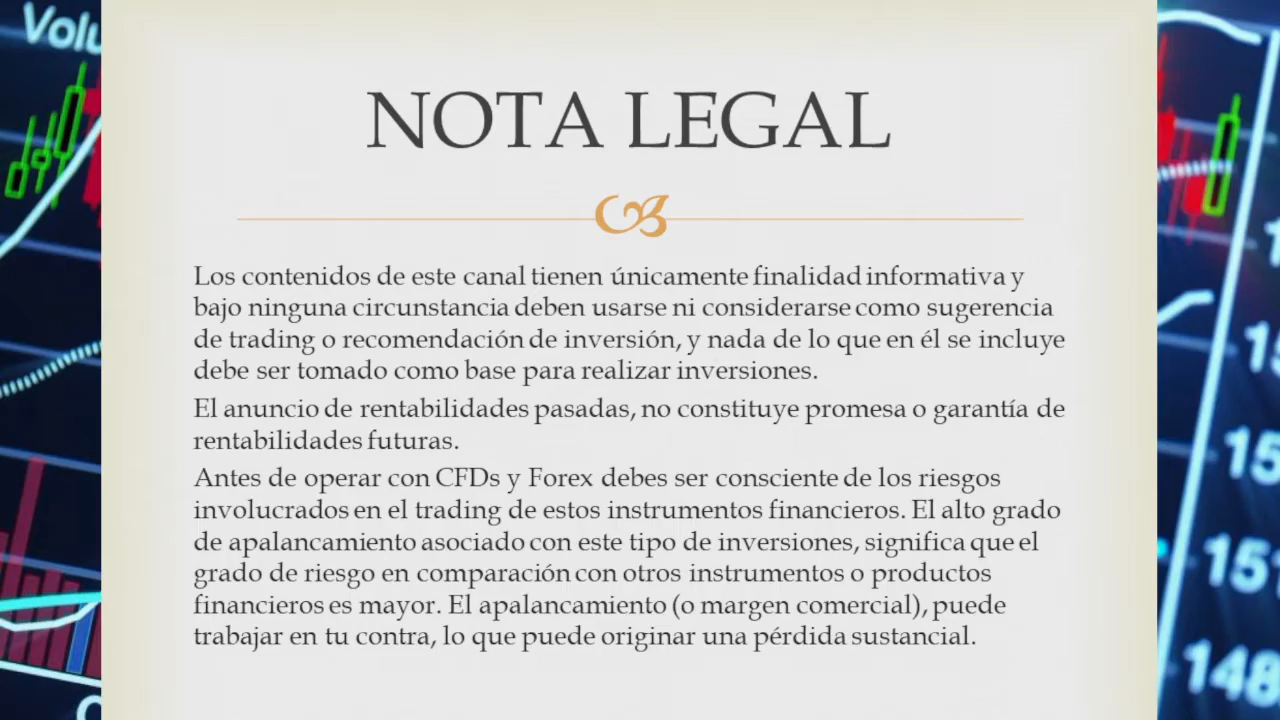 Volu
NOTA LEGAL
Los contenidos de este canal tienen únicamente finalidad informativa y
bajo ninguna circunstancia deben usarse ni considerarse como sugerencia
de trading o recomendación de inversión, y nada de lo que en él se incluye
debe ser tomado como base para realizar inversiones.
El anuncio de rentabilidades pasadas, no constituye promesa o garantía de
rentabilidades futuras.
Antes de operar con CFDs y Forex debes ser consciente de los riesgos
involucrados en el trading de estos instrumentos financieros. El alto grado
de apalancamiento asociado con este tipo de inversiones, significa que el
grado de riesgo en comparación con otros instrumentos o productos
financieros es mayor. El apalancamiento (o margen comercial), puede
trabajar en tu contra, lo que puede originar una pérdida sustancial.
15
151
148